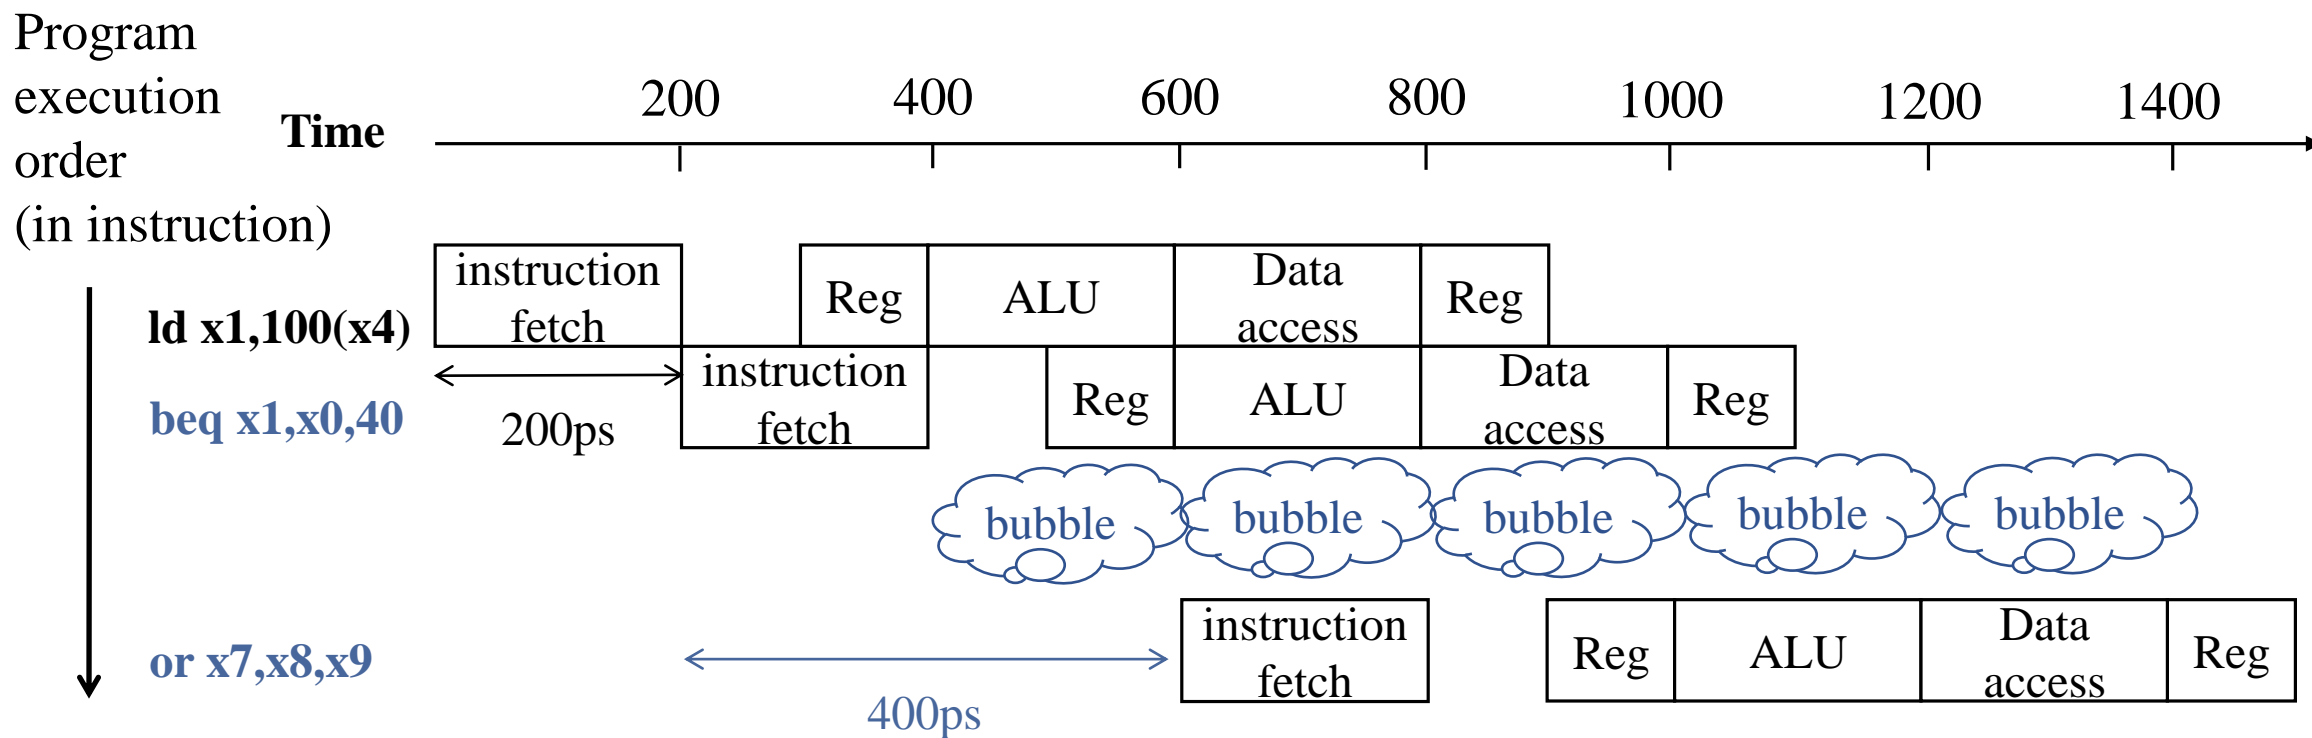 Program
execution
order
(in instruction)
Time
200 400 600 800 1000 1200 1400
ld x1,100(x4)
instruction
fetch
Reg
ALU
Data
access
Reg
beq x1,x0,40
200ps
instruction
fetch
Reg
ALU
Data
access
Reg
bubble bubble bubble bubble bubble
or x7,x8,x9
400ps
instruction
fetch
Reg
ALU
Data
access
Reg